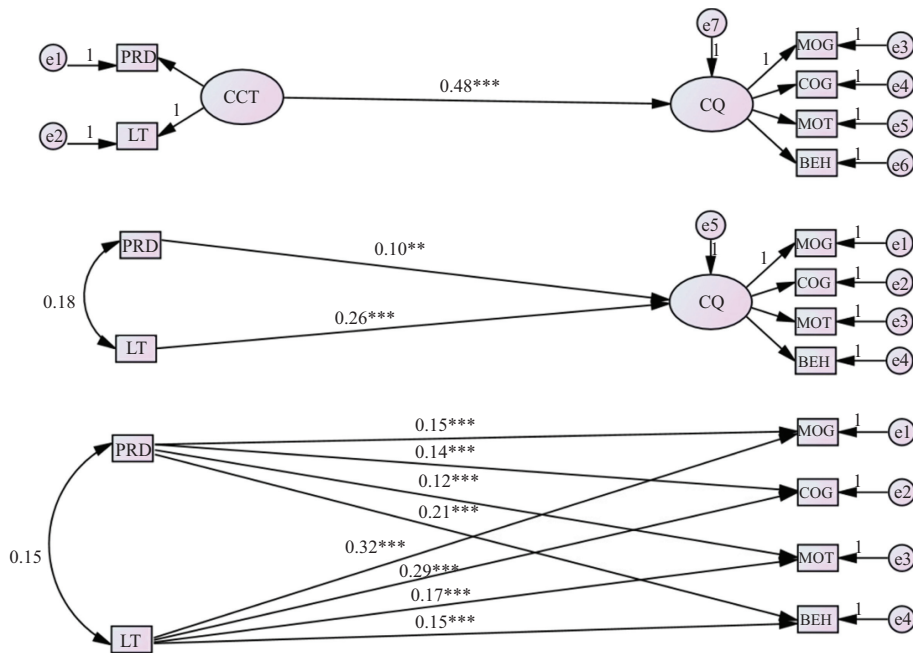 e7
e1
1
PRD
1
MOG
1
e3
1
0.48***
COG
1
e4
CCT
CQ
1
MOT
1
e5
e2
1
LT
BEH
1
e6
e5
PRD
0.10**
1
1
MOG
1
e1
COG
1
e2
0.18
CQ
0.26***
MOT
1
e3
LT
BEH
1
e4
0.15***
MOG
1
e1
PRD
0.14***
0.12***
COG
1
e2
0.21***
0.32***
0.15
MOT
1
e3
0.29***
0.17***
BEH
1
e4
0.15***
LT